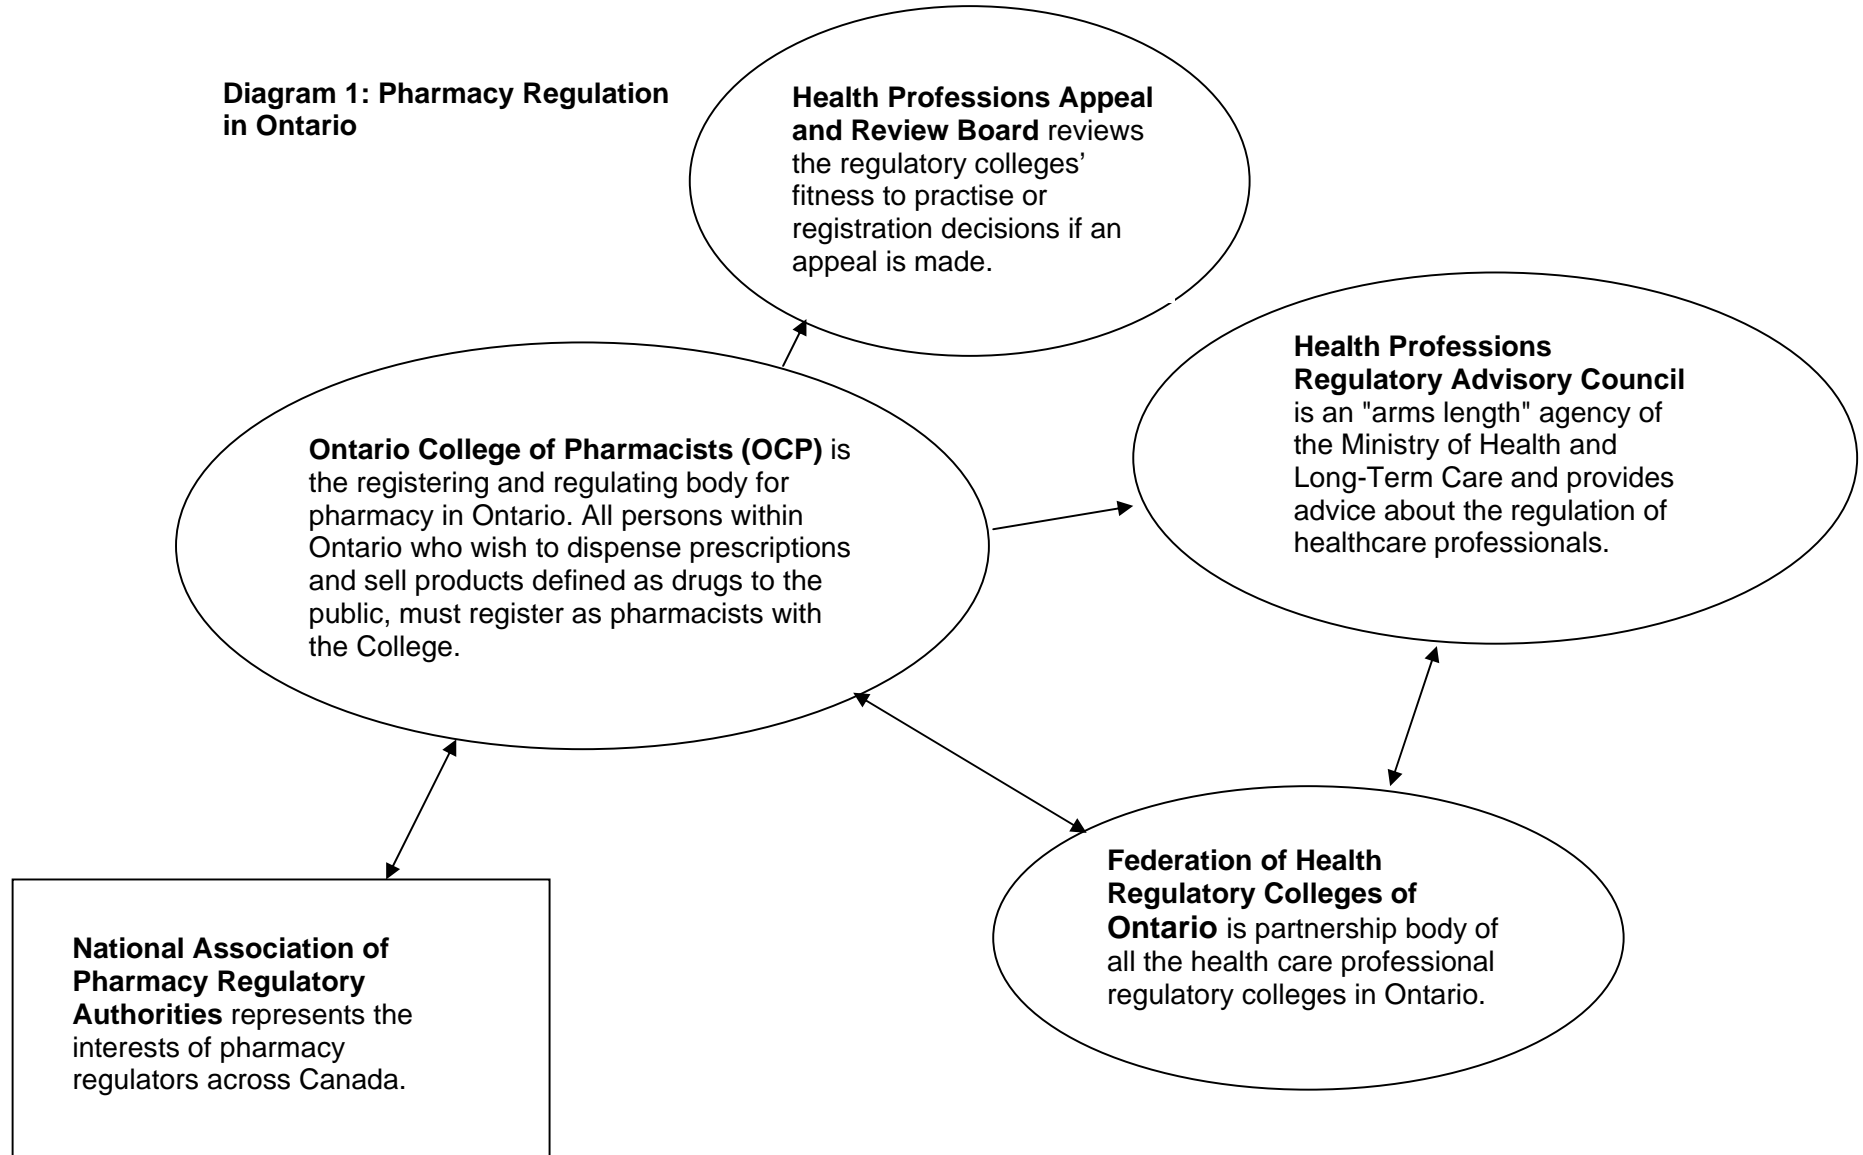 Diagram 1: Pharmacy Regulation
in Ontario
Health Professions Appeal
and Review Board reviews
the regulatory colleges’
fitness to practise or
registration decisions if an
appeal is made.
Health Professions
Regulatory Advisory Council
is an "arms length" agency of
the Ministry of Health and
Long-Term Care and provides
advice about the regulation of
healthcare professionals.
Ontario College of Pharmacists (OCP) is
the registering and regulating body for
pharmacy in Ontario. All persons within
Ontario who wish to dispense prescriptions
and sell products defined as drugs to the
public, must register as pharmacists with
the College.
Federation of Health
Regulatory Colleges of
Ontario is partnership body of
all the health care professional
regulatory colleges in Ontario.
National Association of
Pharmacy Regulatory
Authorities represents the
interests of pharmacy
regulators across Canada.